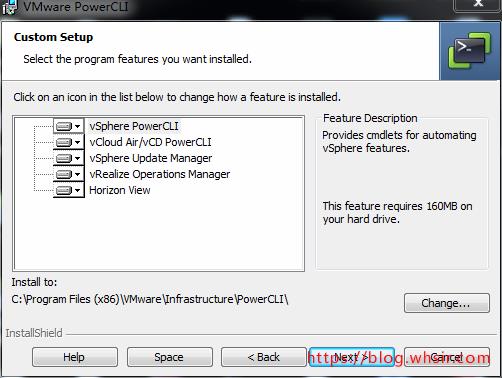 VMware PowerCLI
Custom Setup
Select the program features you want installed.
Click on an icon in the list below to change how a feature is installed.
vSphere PowerCLI
vCloud Air/vCD PowerCLI
vSphere Update Manager
vRealize Operations Manager
Horizon View
Feature Description
Provides cmdlets for automating
vSphere features.
This feature requires 160MB on
your hard drive.
Install to:
C:\Program Files (x86)\VMware\Infrastructure\PowerCLI\
Change...
InstallShield
Help
Space
< Back
Next >
Cancel
https://blog.whsir.com